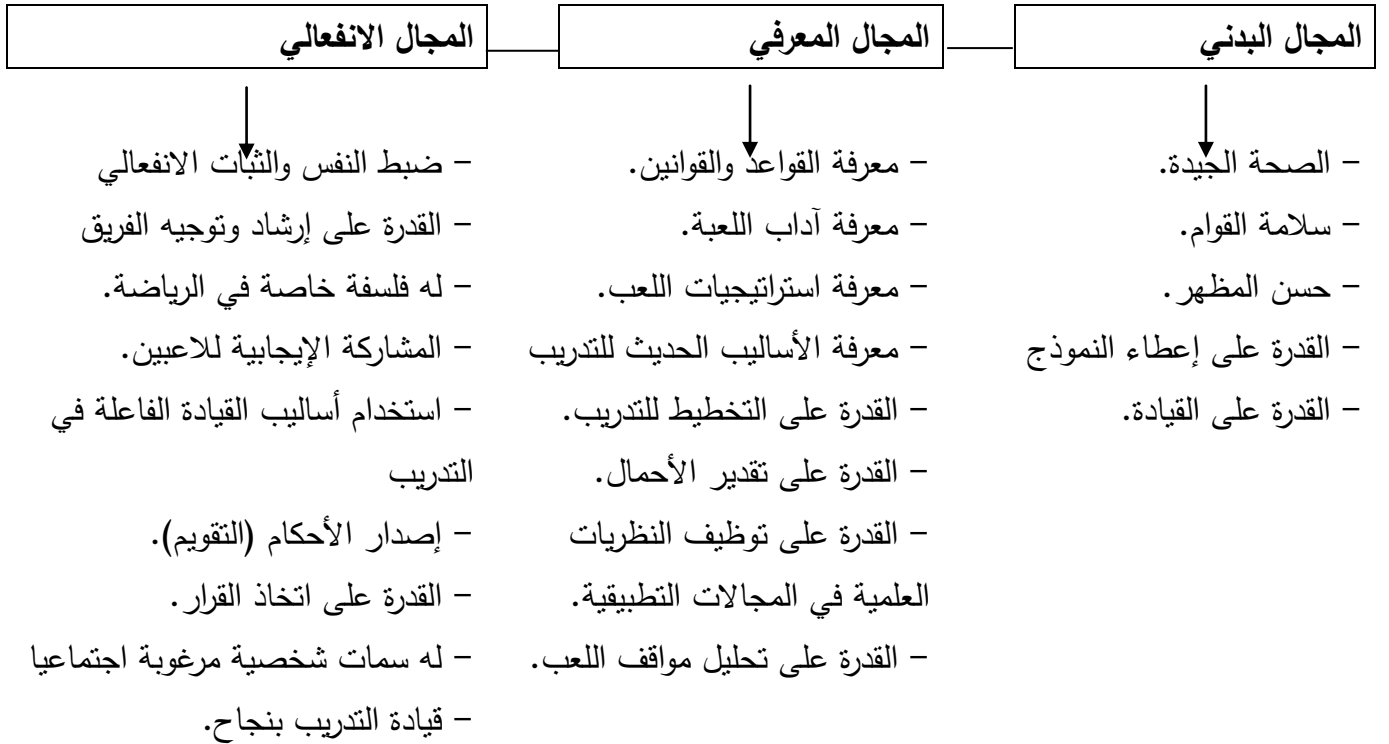 المجال البدني
المجال المعرفي
المجال الانفعالي
- الصحة الجيدة.
- سلامة القوام.
- حسن المظهر.
- القدرة على إعطاء النموذج
- القدرة على القيادة.
- معرفة القواعد والقوانين.
- معرفة آداب اللعبة.
- معرفة استراتيجيات اللعب.
- معرفة الأساليب الحديث للتدريب
- القدرة على التخطيط للتدريب.
- القدرة على تقدير الأحمال.
- القدرة على توظيف النظريات
العلمية في المجالات التطبيقية.
- القدرة على تحليل مواقف اللعب.
- ضبط النفس والثبات الانفعالي
- القدرة على إرشاد وتوجيه الفريق
- له فلسفة خاصة في الرياضة.
- المشاركة الإيجابية للاعبين.
- استخدام أساليب القيادة الفاعلة في
التدريب
- إصدار الأحكام (التقويم).
- القدرة على اتخاذ القرار.
- له سمات شخصية مرغوبة اجتماعيا
- قيادة التدريب بنجاح.